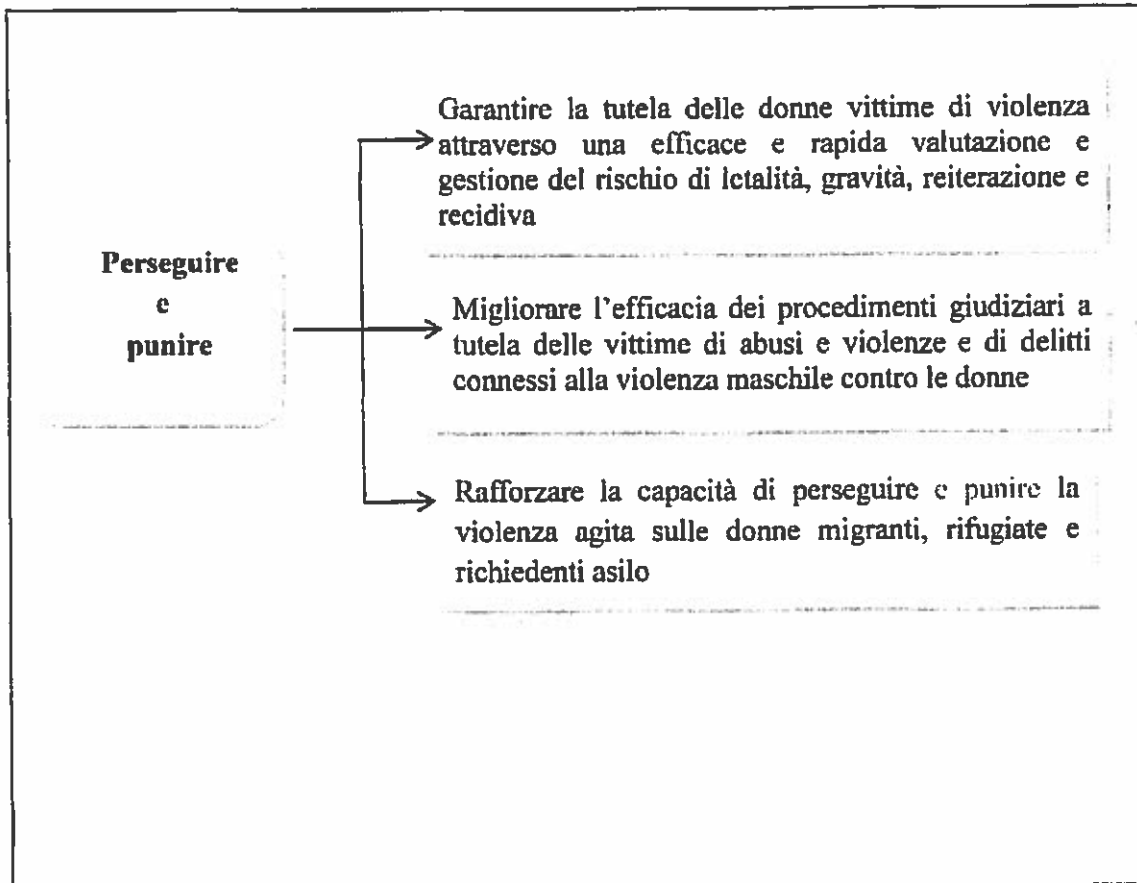 Perseguire
e
punire
Garantire la tutela delle donne vittime di violenza
attraverso una efficace e rapida valutazione e
gestione del rischio di letalità, gravità, reiterazione e
recidiva
Migliorare l'efficacia dei procedimenti giudiziari a
tutela delle vittime di abusi e violenze e di delitti
connessi alla violenza maschile contro le donne
Rafforzare la capacità di perseguire e punire la
violenza agita sulle donne migranti, rifugiate e
richiedenti asilo